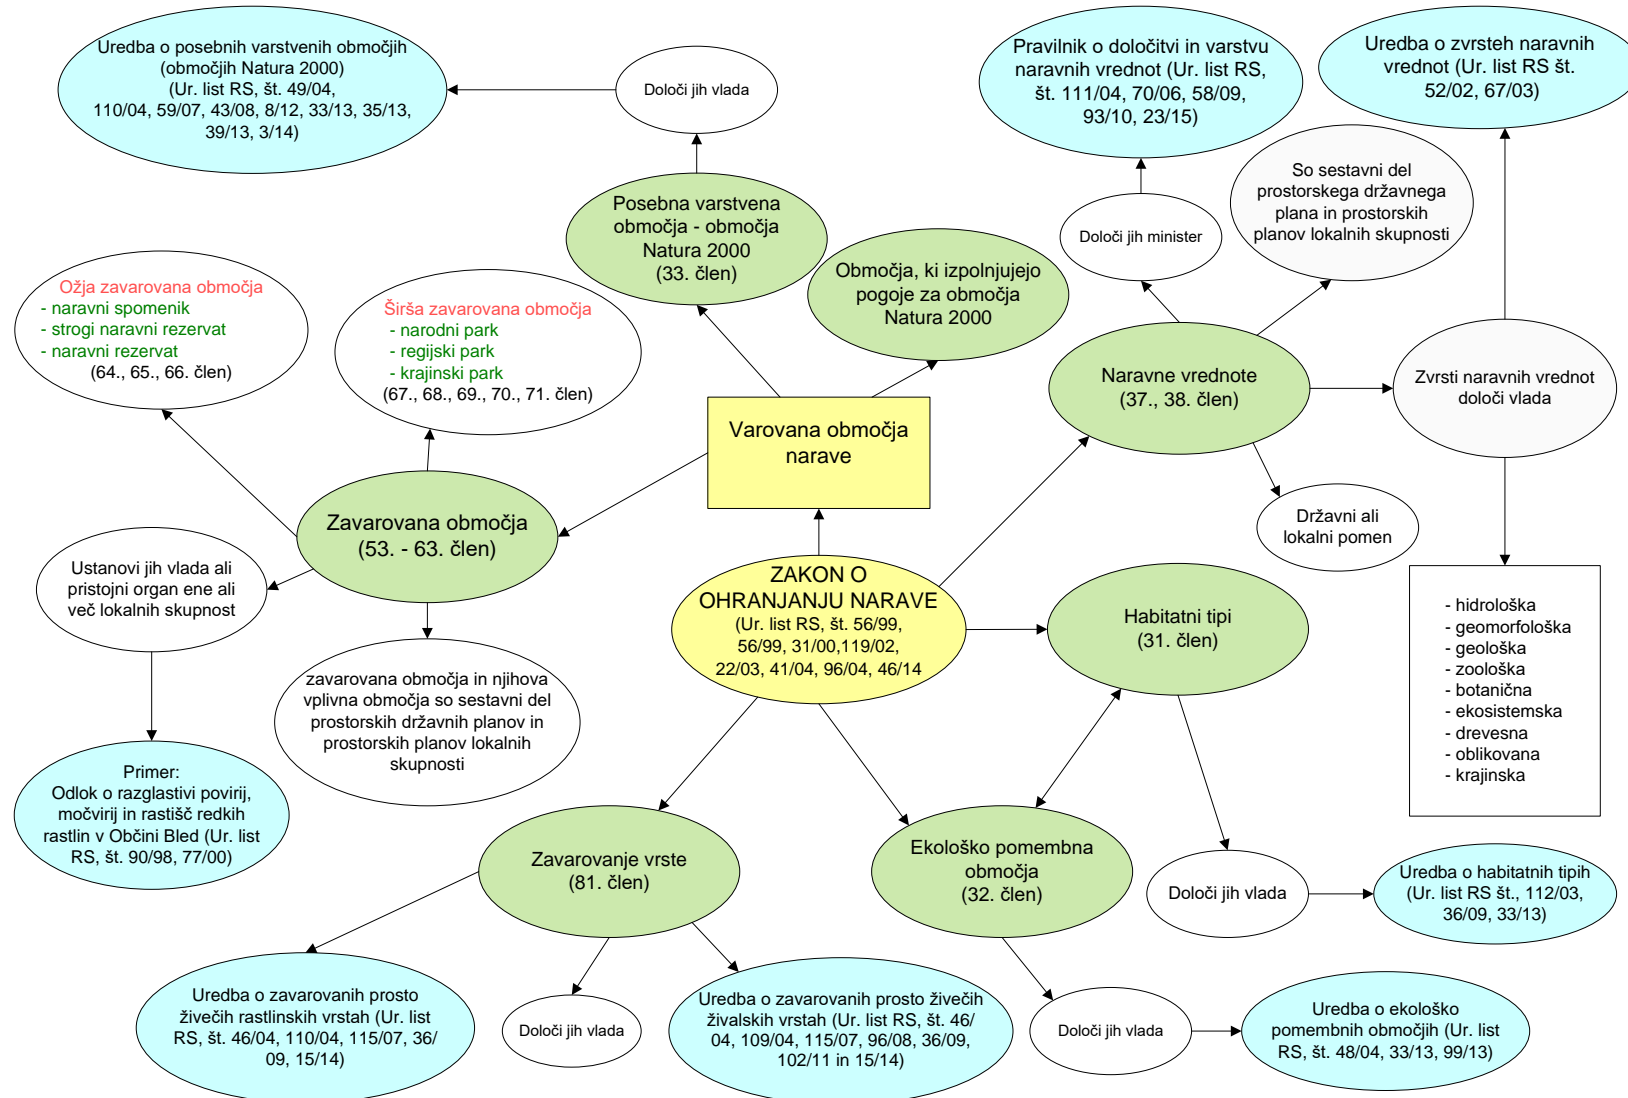 Uredba o posebnih varstvenih območjih
(območjih Natura 2000)
(Ur. list RS, št. 49/04,
110/04, 59/07, 43/08, 8/12, 33/13, 35/13,
39/13, 3/14)
Določi jih vlada
Pravilnik o določitvi in varstvu
naravnih vrednot (Ur. list RS,
št. 111/04, 70/06, 58/09,
93/10, 23/15)
Uredba o zvrsteh naravnih
vrednot (Ur. list RS št.
52/02, 67/03)
So sestavni del
prostorskega državnega
plana in prostorskih
planov lokalnih skupnosti
Posebna varstvena
območja - območja
Natura 2000
(33. člen)
Določi jih minister
Območja, ki izpolnjujejo
pogoje za območja
Natura 2000
Ožja zavarovana območja
- naravni spomenik
- strogi naravni rezervat
- naravni rezervat
(64., 65., 66. člen)
Širša zavarovana območja
- narodni park
- regijski park
- krajinski park
(67., 68., 69., 70., 71. člen)
Naravne vrednote
(37., 38. člen)
Zvrsti naravnih vrednot
določi vlada
Varovana območja
narave
Zavarovana območja
(53. - 63. člen)
Državni ali
lokalni pomen
Ustanovi jih vlada ali
pristojni organ ene ali
več lokalnih skupnost
ZAKON O
OHRANJANJU NARAVE
(Ur. list RS, št. 56/99,
56/99, 31/00,119/02,
22/03, 41/04, 96/04, 46/14
Habitatni tipi
(31. člen)
- hidrološka
- geomorfološka
- geološka
- zoološka
- botanična
- ekosistemska
- drevesna
- oblikovana
- krajinska
zavarovana območja in njihova
vplivna območja so sestavni del
prostorskih državnih planov in
prostorskih planov lokalnih
skupnosti
Primer:
Odlok o razglastivi povirij,
močvirij in rastišč redkih
rastlin v Občini Bled (Ur. list
RS, št. 90/98, 77/00)
Zavarovanje vrste
(81. člen)
Ekološko pomembna
območja
(32. člen)
Določi jih vlada
Uredba o habitatnih tipih
(Ur. list RS št., 112/03,
36/09, 33/13)
Uredba o zavarovanih prosto
živečih rastlinskih vrstah (Ur. list
RS, št. 46/04, 110/04, 115/07, 36/
09, 15/14)
Določi jih vlada
Uredba o zavarovanih prosto živečih
živalskih vrstah (Ur. list RS, št. 46/
04, 109/04, 115/07, 96/08, 36/09,
102/11 in 15/14)
Določi jih vlada
Uredba o ekološko
pomembnih območjih (Ur. list
RS, št. 48/04, 33/13, 99/13)